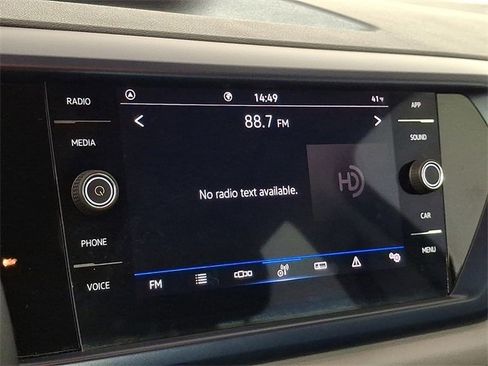 RADIO
MEDIA
PHONE
VOICE
14:49
41°F
88.7 FM
No radio text available.
HD
FM
APP
SOUND
CAR
MENU